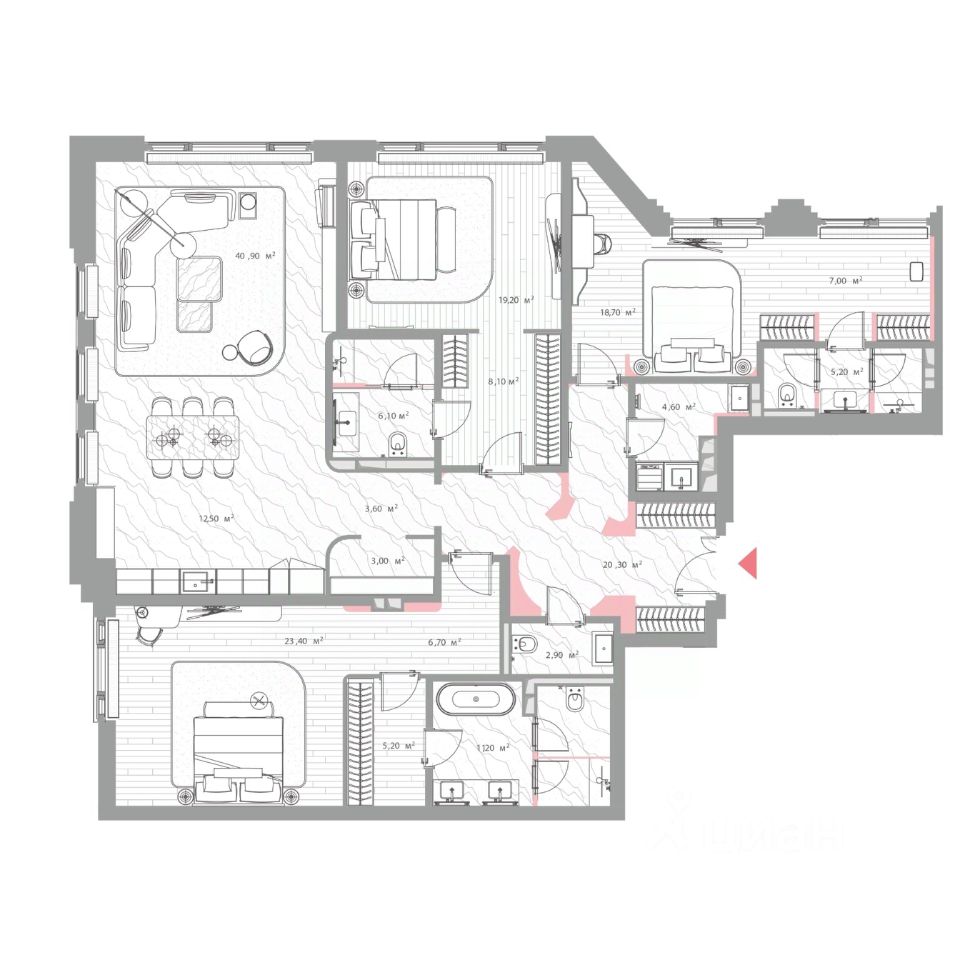 40,90 м²
19,20 м²
7,00 м²
18,70 м²
5,20 м²
8,10 м²
6,10 м²
4,60 м²
12,50 м²
3,60 м²
3,00 м²
20,30 м²
23,40 м²
6,70 м²
2,90 м²
5,20 м²
11,20 м²
циан